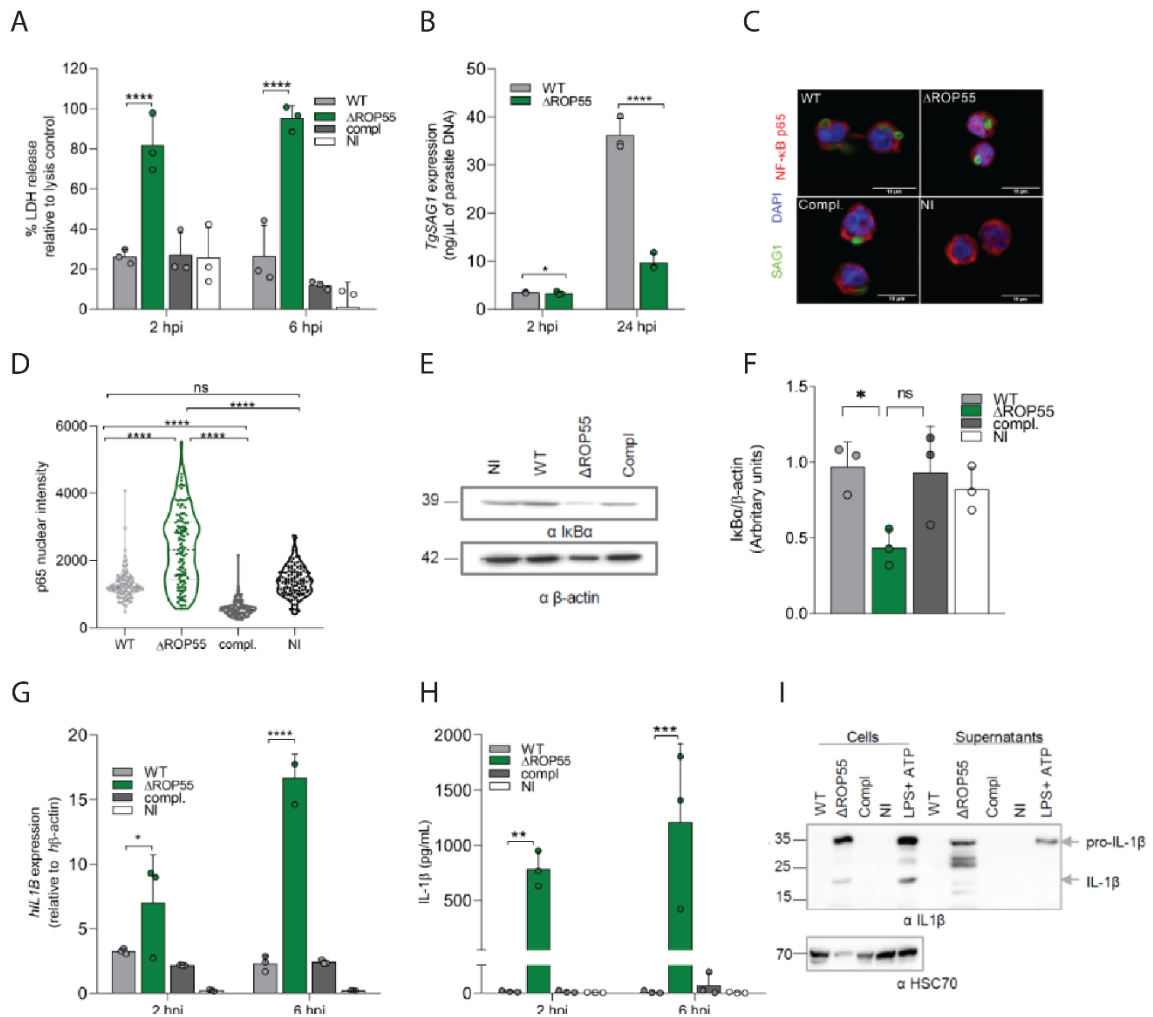 A
% LDH release
relative to lysis control
120
100
80
60
40
20
0
****
****
WT
ΔROP55
compl
NI
2 hpi
6 hpi
B
TgSAG1 expression
(ng/µL of parasite DNA)
50
40
30
20
10
0
WT
ΔROP55
*
****
2 hpi
24 hpi
C
SAG1 DAPI NF-κB p65
WT
10 µm
ΔROP55
10 µm
Compl.
10 µm
NI
10 µm
D
p65 nuclear intensity
6000
4000
2000
0
ns
****
****
****
****
WT
ΔROP55
compl.
NI
E
NI
WT
ΔROP55
Compl
39
α IκBα
42
α β-actin
F
IκBα/β-actin
(Arbritary units)
1.5
1.0
0.5
0.0
*
ns
WT
ΔROP55
compl.
NI
G
hIL1B expression
(relative to hβ-actin)
20
15
10
5
0
WT
ΔROP55
compl.
NI
*
****
2 hpi
6 hpi
H
IL-1β (pg/mL)
2000
1500
1000
500
0
WT
ΔROP55
compl
NI
**
***
2 hpi
6 hpi
I
Cells
Supernatants
WT
ΔROP55
Compl
NI
LPS+ ATP
WT
ΔROP55
Compl
NI
LPS+ ATP
35
25
15
pro-IL-1β
IL-1β
α IL1β
70
α HSC70